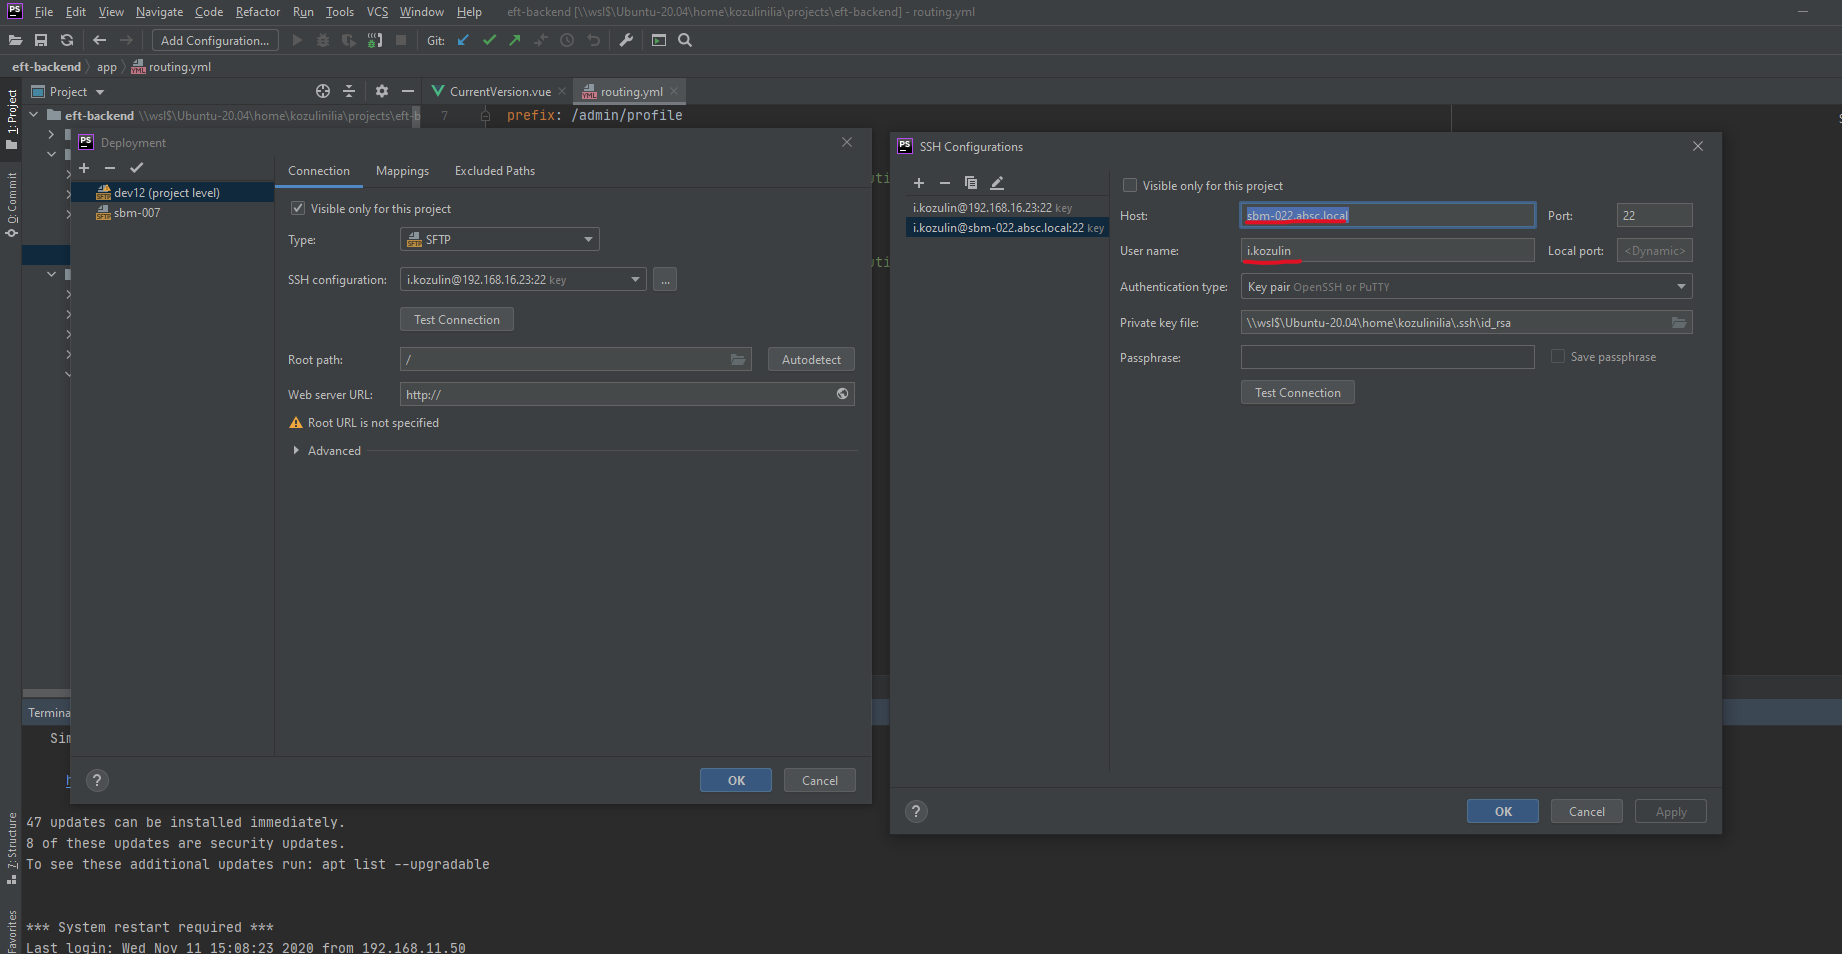 PS File Edit View Navigate Code Refactor Run Tools VCS Window Help eft-backend [\\wsl$\Ubuntu-20.04\home\kozulinilia\projects\eft-backend] - routing.yml
Add Configuration... Git:
eft-backend app routing.yml
Project CurrentVersion.vue routing.yml
1: Project
0: Commit
7: Structure
Favorites
eft-backend \\wsl$\Ubuntu-20.04\home\kozulinilia\projects\eft-b
7 prefix: /admin/profile
PS Deployment
dev12 (project level)
sbm-007
Connection Mappings Excluded Paths
Visible only for this project
Type: SFTP
SSH configuration: i.kozulin@192.168.16.23:22 key ...
Test Connection
Root path: / Autodetect
Web server URL: http://
Root URL is not specified
Advanced
? OK Cancel
uti
uti
PS SSH Configurations
i.kozulin@192.168.16.23:22 key
i.kozulin@sbm-022.absc.local:22 key
Visible only for this project
Host: sbm-022.absc.local Port: 22
User name: i.kozulin Local port: <Dynamic>
Authentication type: Key pair OpenSSH or PuTTY
Private key file: \\wsl$\Ubuntu-20.04\home\kozulinilia\.ssh\id_rsa
Passphrase: Save passphrase
Test Connection
? OK Cancel Apply
Termina
Sim
h
47 updates can be installed immediately.
8 of these updates are security updates.
To see these additional updates run: apt list --upgradable
*** System restart required ***
Last login: Wed Nov 11 15:08:23 2020 from 192.168.11.50